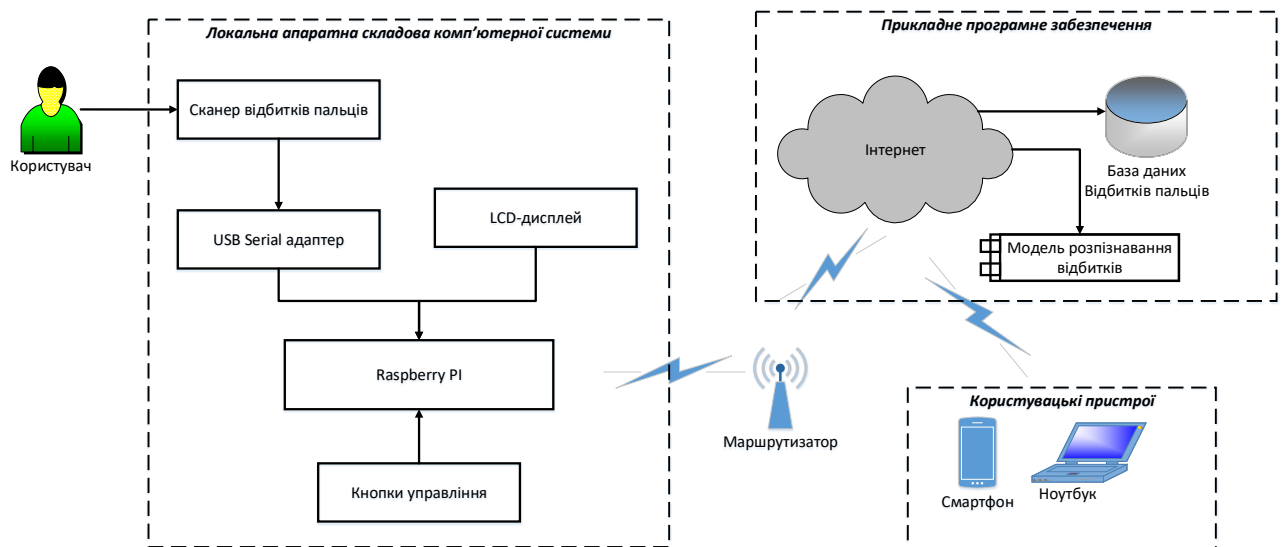 Локальна апаратна складова комп’ютерної системи
Сканер відбитків пальців
Користувач
USB Serial адаптер
LCD-дисплей
Raspberry PI
Кнопки управління
Маршрутизатор
Прикладне програмне забезпечення
Інтернет
База даних
Відбитків пальців
Модель розпізнавання
відбитків
Користувацькі пристрої
Смартфон
Ноутбук